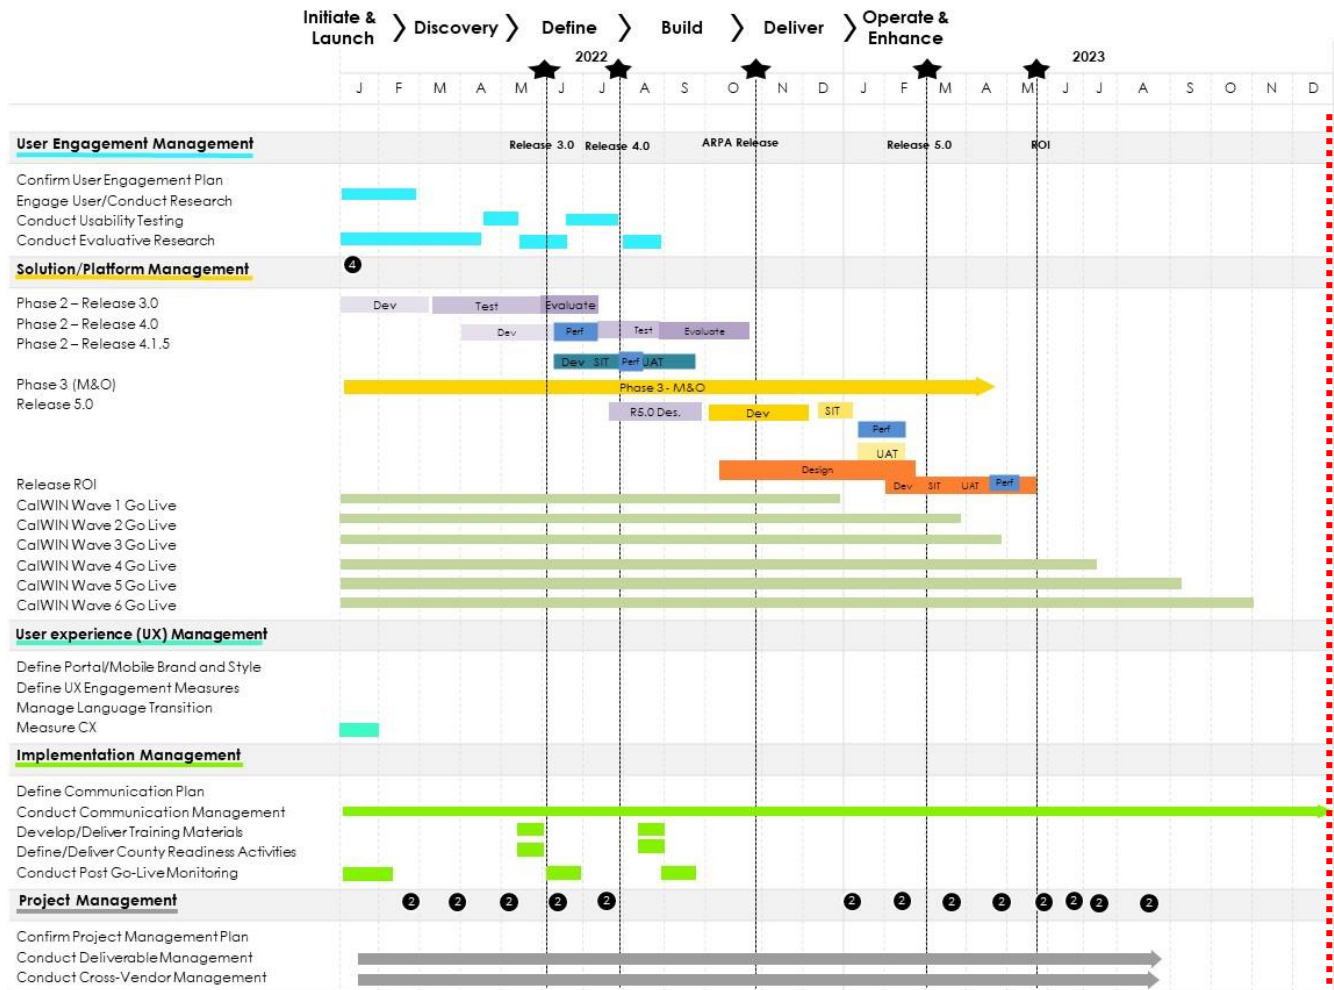 Initiate & Launch
Discovery
Define
Build
Deliver
Operate & Enhance
2022
2023
J F M A M J J A S O N D J F M A M J J A S O N D
User Engagement Management
Release 3.0
Release 4.0
ARPA Release
Release 5.0
ROI
Confirm User Engagement Plan
Engage User/Conduct Research
Conduct Usability Testing
Conduct Evaluative Research
Solution/Platform Management
4
Phase 2 – Release 3.0
Dev
Test
Evaluate
Phase 2 – Release 4.0
Dev
Perf
Test
Evaluate
Phase 2 – Release 4.1.5
Dev SIT Perf UAT
Phase 3 (M&O)
Phase 3 - M&O
Release 5.0
R5.0 Des.
Dev
SIT
Perf
UAT
Design
Release ROI
Dev SIT UAT Perf
CalWIN Wave 1 Go Live
CalWIN Wave 2 Go Live
CalWIN Wave 3 Go Live
CalWIN Wave 4 Go Live
CalWIN Wave 5 Go Live
CalWIN Wave 6 Go Live
User experience (UX) Management
Define Portal/Mobile Brand and Style
Define UX Engagement Measures
Manage Language Transition
Measure CX
Implementation Management
Define Communication Plan
Conduct Communication Management
Develop/Deliver Training Materials
Define/Deliver County Readiness Activities
Conduct Post Go-Live Monitoring
Project Management
2 2 2 2 2 2 2 2 2 2 2 2 2
Confirm Project Management Plan
Conduct Deliverable Management
Conduct Cross-Vendor Management